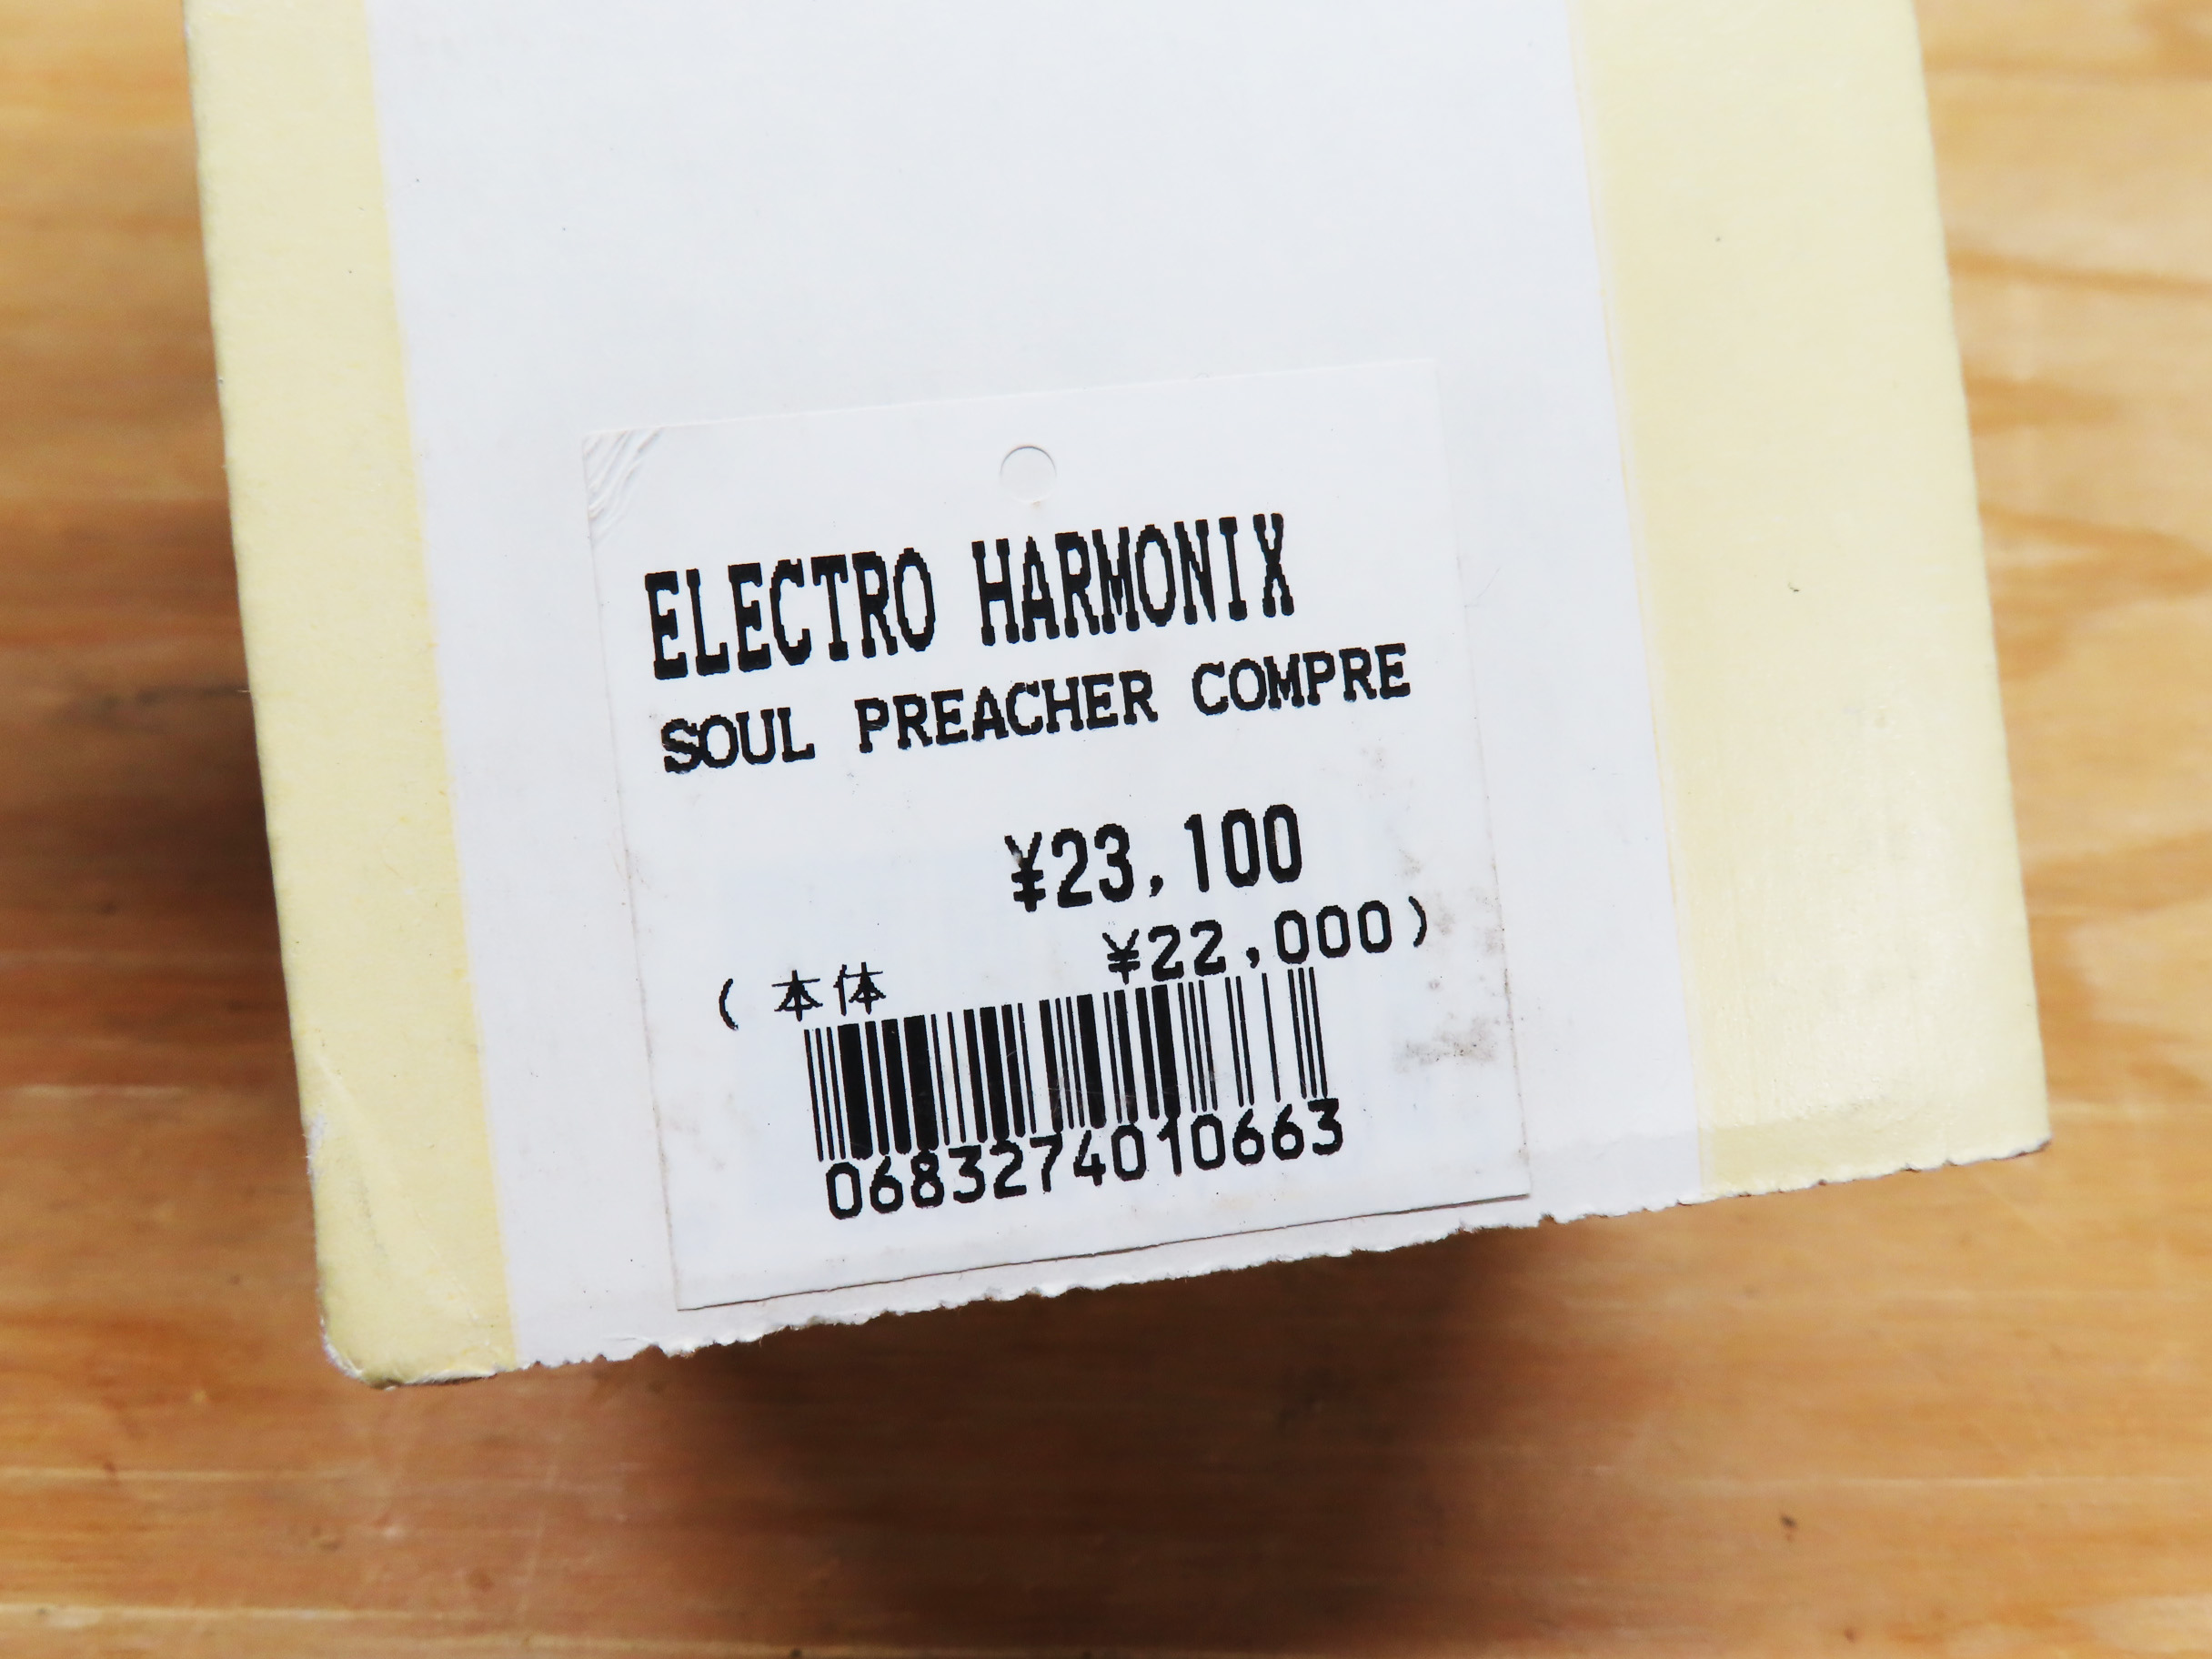 ELECTRO HARMONIX
SOUL PREACHER COMPRE
¥23,100
(本体 ¥22,000)
0683274010663